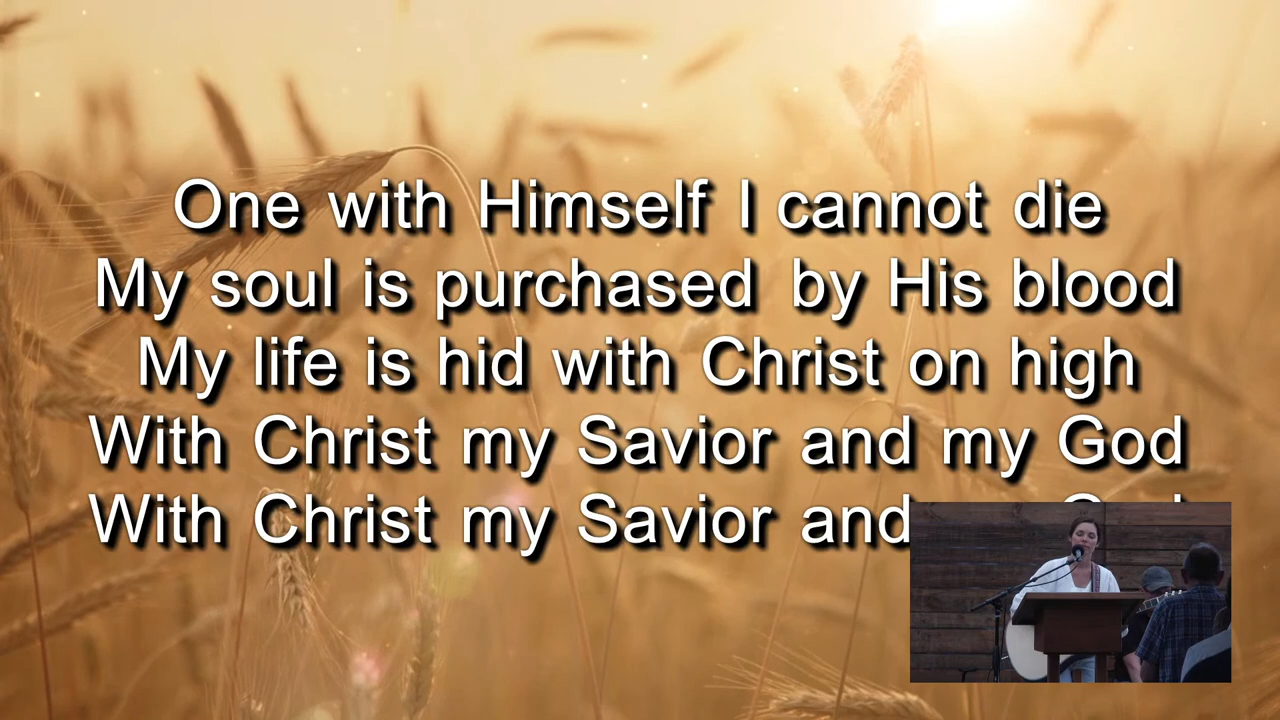 One with Himself I cannot die
My soul is purchased by His blood
My life is hid with Christ on high
With Christ my Savior and my God
With Christ my Savior and